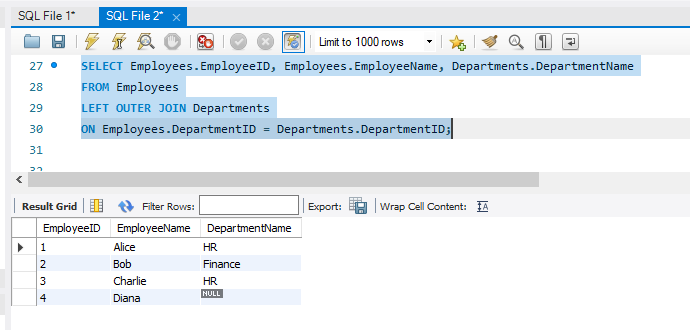 SQL File 1* SQL File 2*
Limit to 1000 rows
27 SELECT Employees.EmployeeID, Employees.EmployeeName, Departments.DepartmentName
28 FROM Employees
29 LEFT OUTER JOIN Departments
30 ON Employees.DepartmentID = Departments.DepartmentID;
31
Result Grid Filter Rows: Export: Wrap Cell Content:
EmployeeID EmployeeName DepartmentName
1 Alice HR
2 Bob Finance
3 Charlie HR
4 Diana NULL